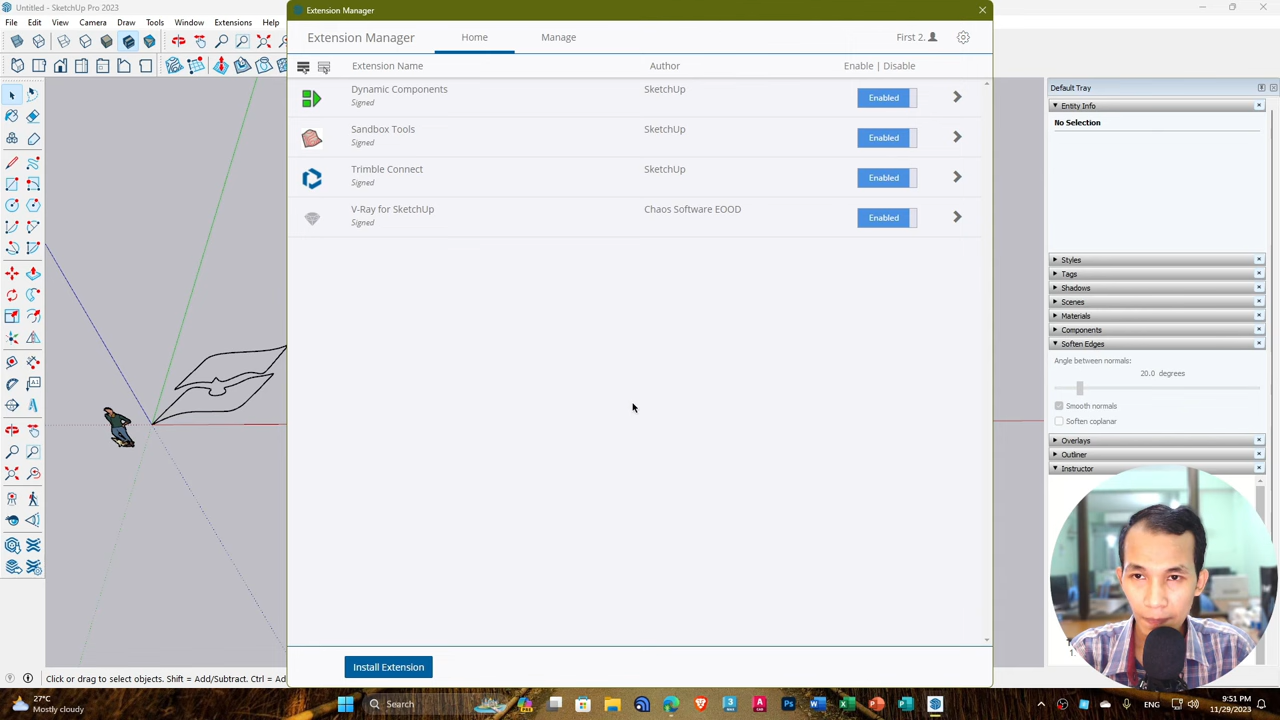 Untitled - SketchUp Pro 2023
File Edit View Camera Draw Tools Window Extensions Help
Extension Manager
Extension Manager Home Manage First 2.
Extension Name Author Enable | Disable
Dynamic Components SketchUp Enabled
Signed
Sandbox Tools SketchUp Enabled
Signed
Trimble Connect SketchUp Enabled
Signed
V-Ray for SketchUp Chaos Software EOOD Enabled
Signed
Install Extension
Default Tray
Entity Info
No Selection
Styles
Tags
Shadows
Scenes
Materials
Components
Soften Edges
Angle between normals:
20.0 degrees
Smooth normals
Soften coplanar
Overlays
Outliner
Instructor
Click or drag to select objects. Shift = Add/Subtract. Ctrl = Ad
27°C
Mostly cloudy
Search
ENG
9:51 PM
11/29/2023